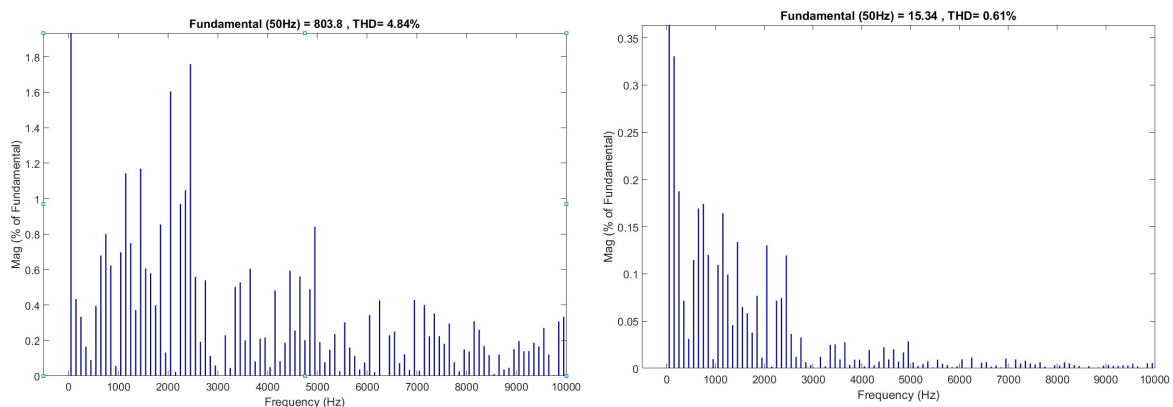 Fundamental (50Hz) = 803.8 , THD= 4.84%
Mag (% of Fundamental)
1.8
1.6
1.4
1.2
1
0.8
0.6
0.4
0.2
0
0 1000 2000 3000 4000 5000 6000 7000 8000 9000 10000
Frequency (Hz)
Fundamental (50Hz) = 15.34 , THD= 0.61%
Mag (% of Fundamental)
0.35
0.3
0.25
0.2
0.15
0.1
0.05
0
0 1000 2000 3000 4000 5000 6000 7000 8000 9000 10000
Frequency (Hz)